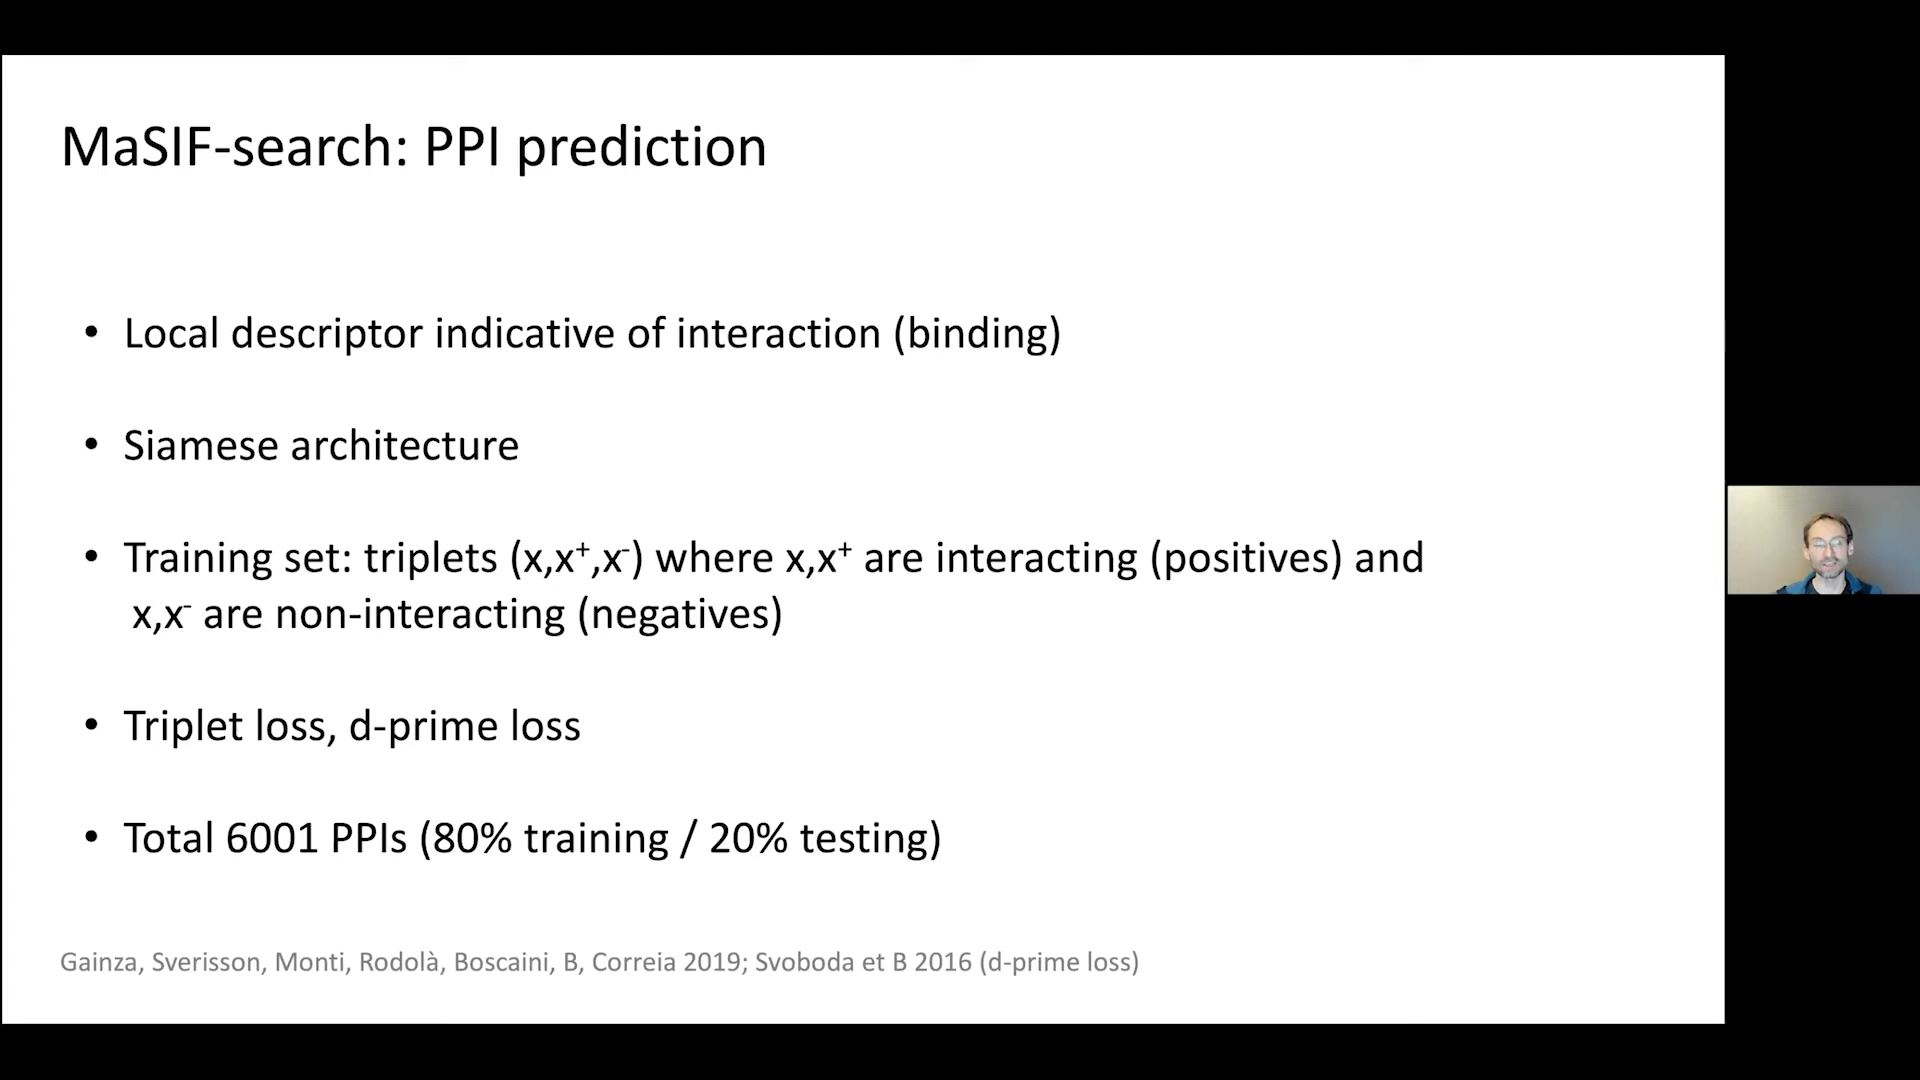 MaSIF-search: PPI prediction
• Local descriptor indicative of interaction (binding)
• Siamese architecture
• Training set: triplets (x,x⁺,x⁻) where x,x⁺ are interacting (positives) and
x,x⁻ are non-interacting (negatives)
• Triplet loss, d-prime loss
• Total 6001 PPIs (80% training / 20% testing)
Gainza, Sverisson, Monti, Rodolà, Boscaini, B, Correia 2019; Svoboda et B 2016 (d-prime loss)